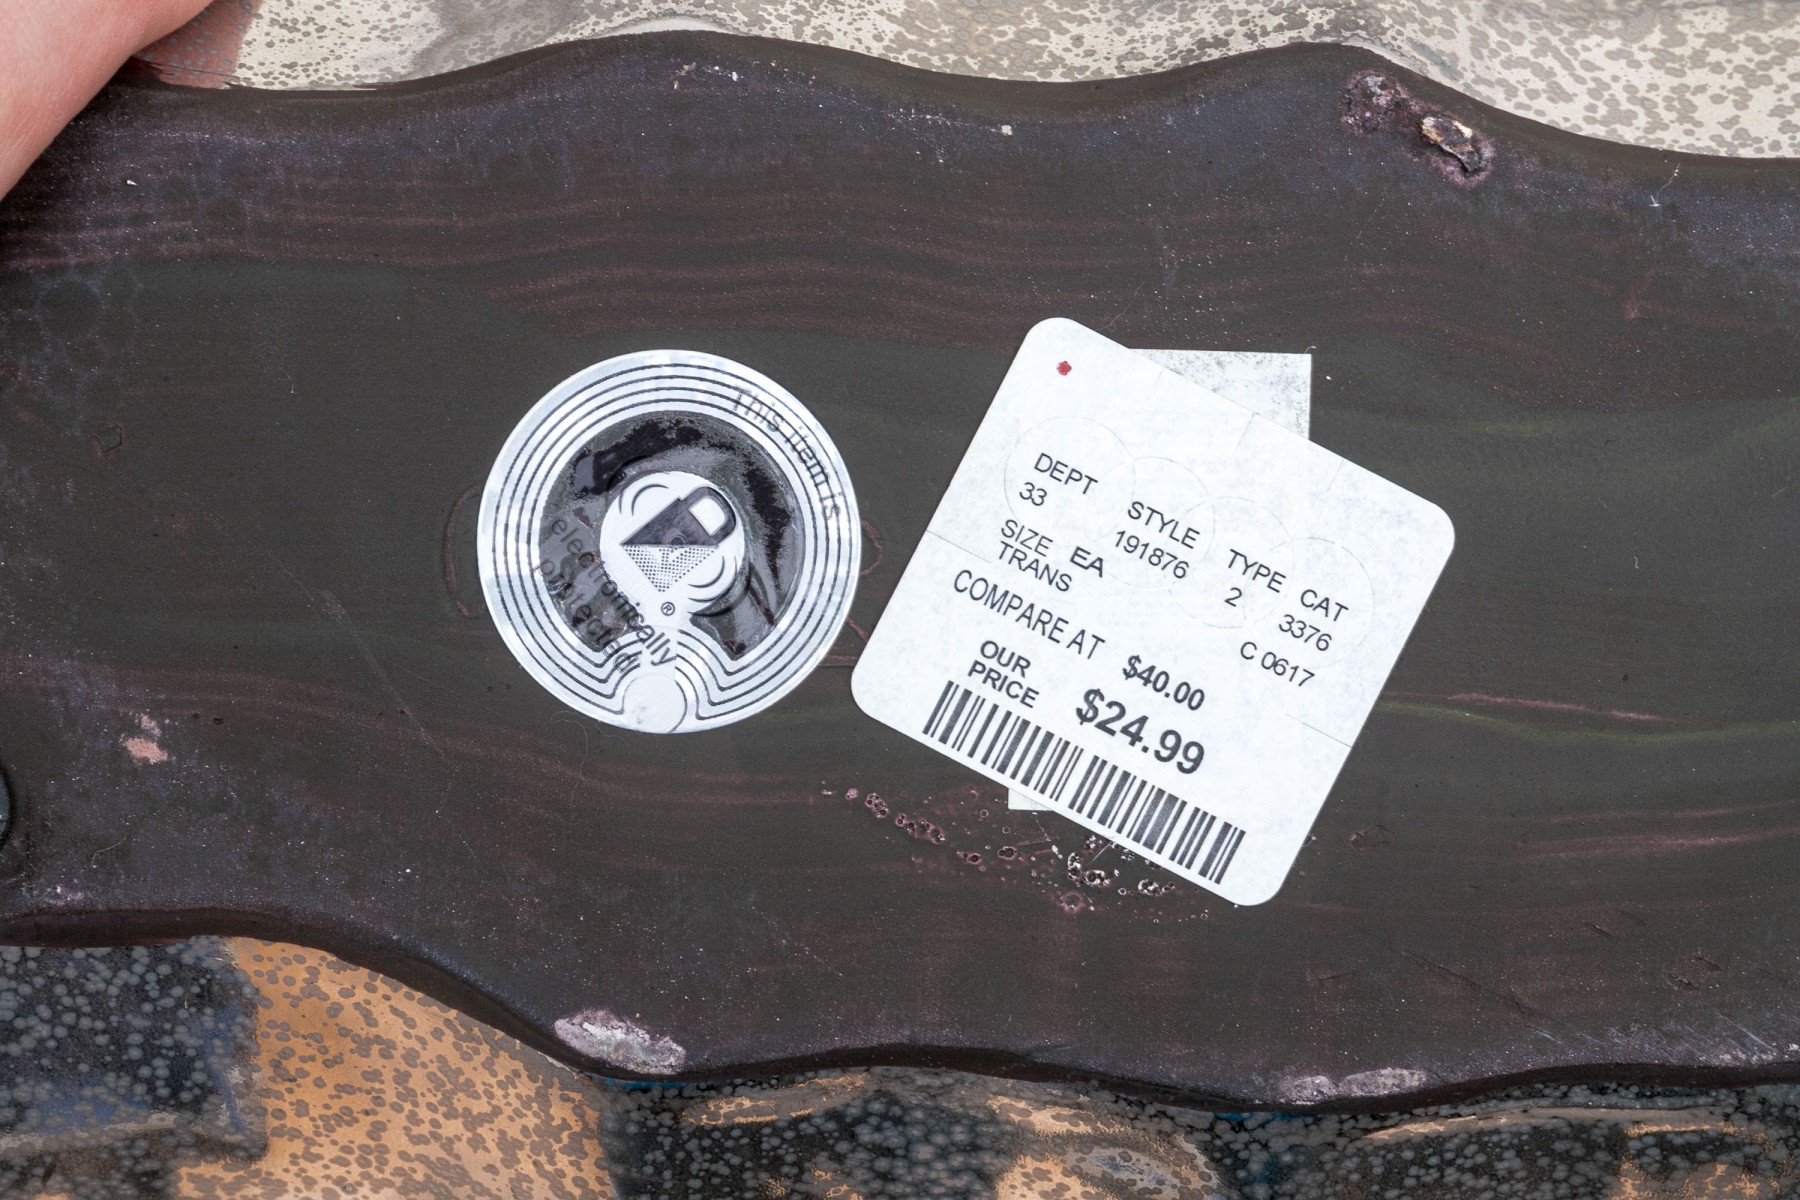 This item is
electronically
protected
®
DEPT STYLE TYPE CAT
33 191876 2 3376
SIZE EA C 0617
TRANS
COMPARE AT $40.00
OUR
PRICE $24.99